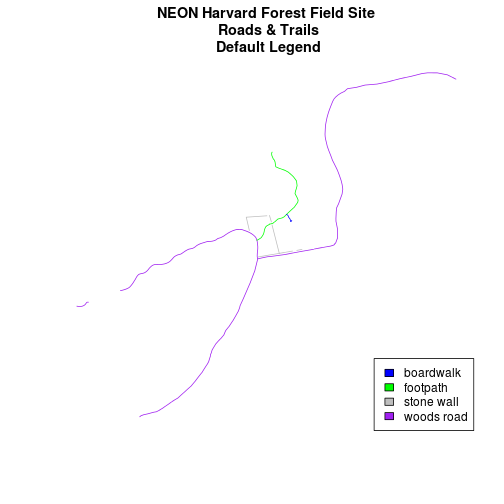 NEON Harvard Forest Field Site
Roads & Trails
Default Legend
boardwalk
footpath
stone wall
woods road